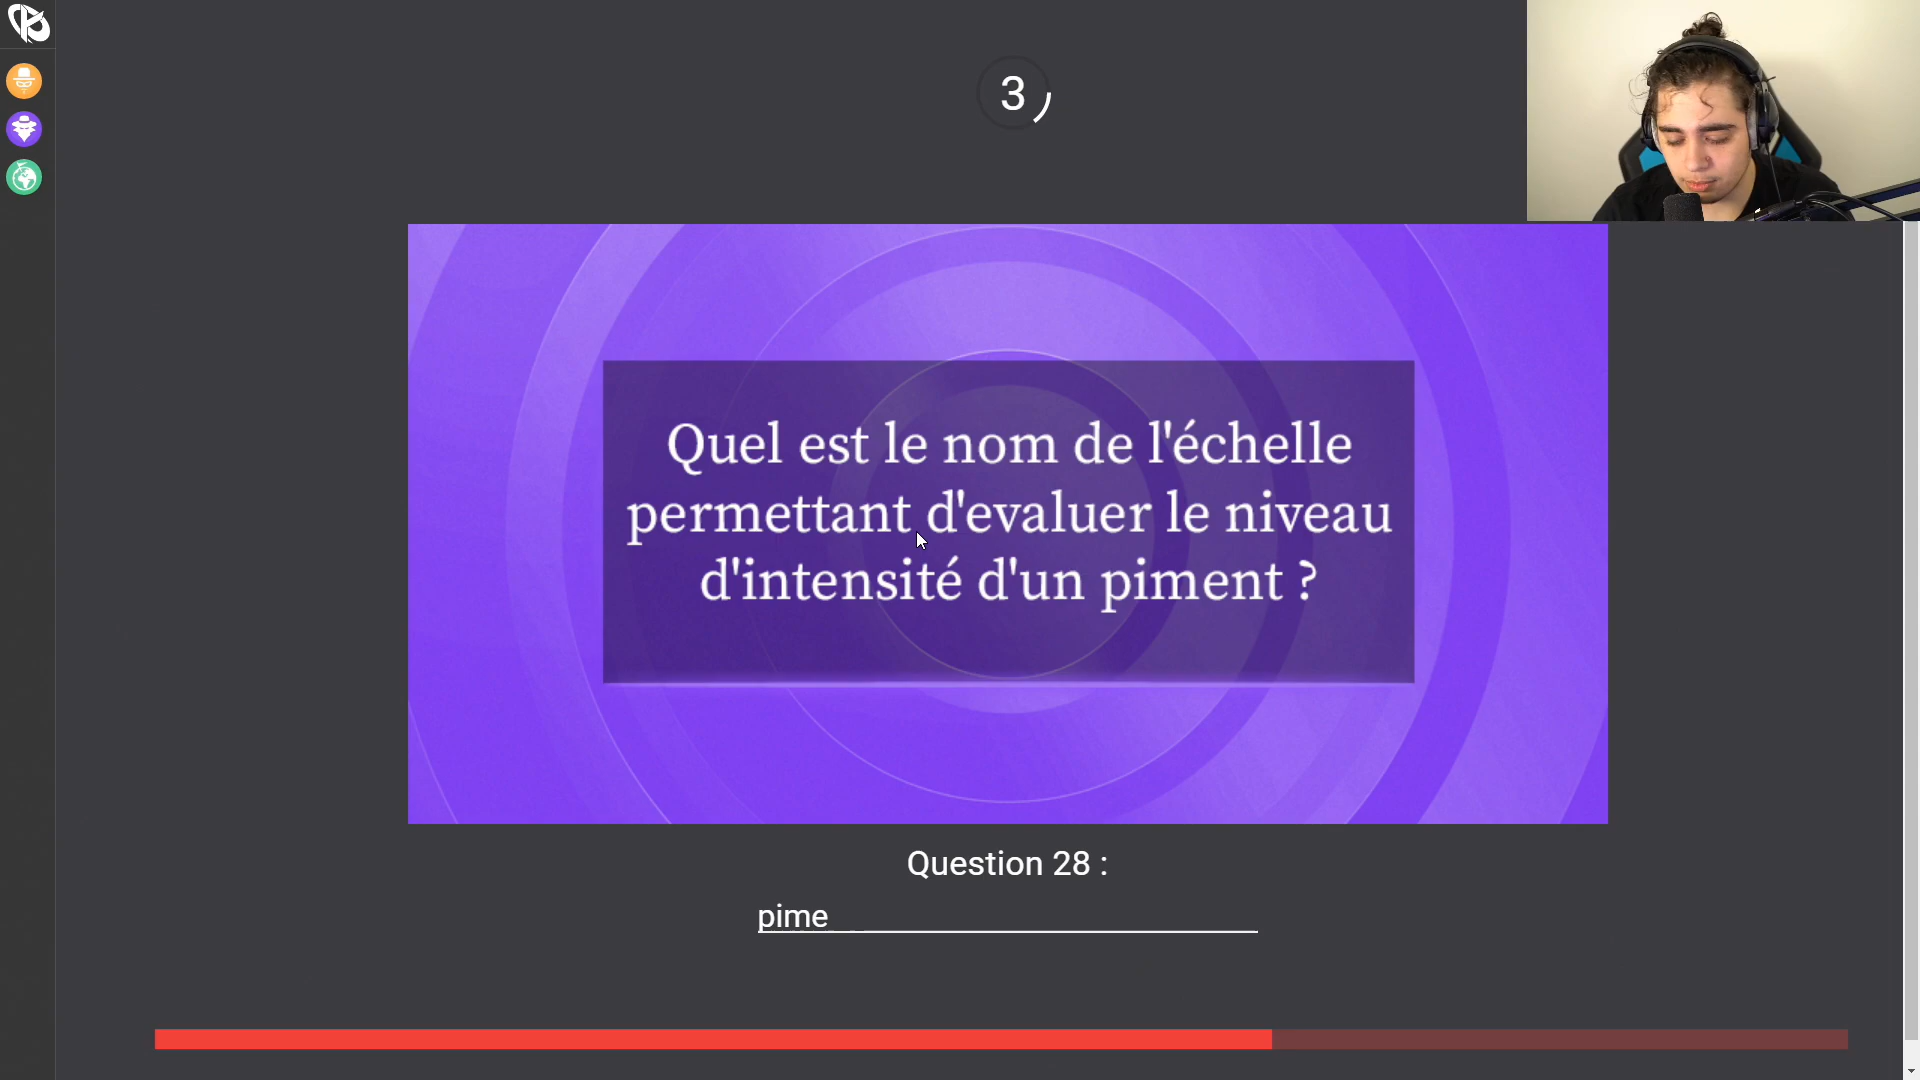 3
Quel est le nom de l'échelle
permettant d'evaluer le niveau
d'intensité d'un piment ?
Question 28 :
pime